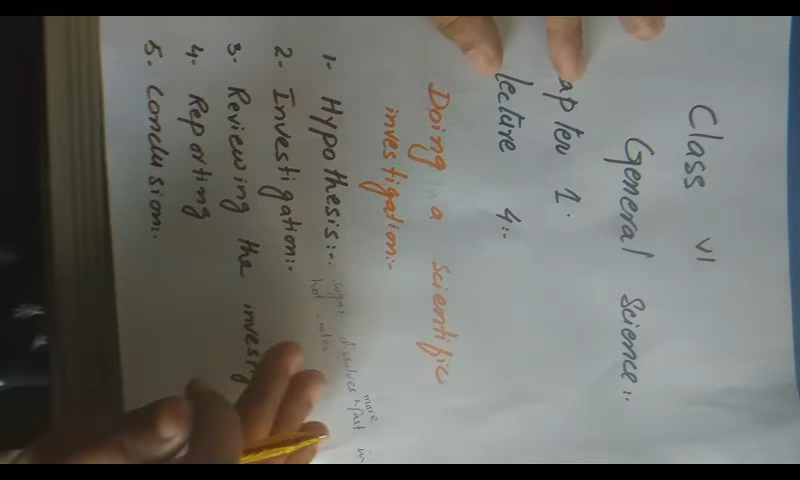 Class VI
General Science:.
apter 1.
lecture 4:-
Doing a scientific
investigation:-
1- Hypothesis:-. sugar dissolves more fast in
hot water
2- Investigation:-
3- Reviewing the investig
4- Reporting
5. Conclusion:.